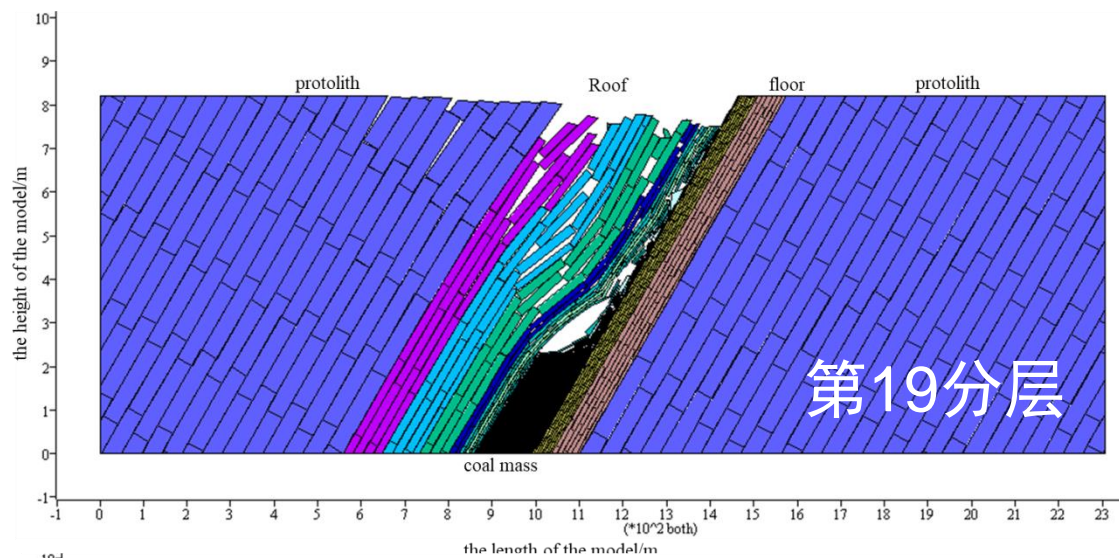 10
9
8
7
6
5
4
3
2
1
0
-1
the height of the model/m
protolith
Roof
floor
protolith
第19分层
coal mass
-1 0 1 2 3 4 5 6 7 8 9 10 11 12 13 14 15 16 17 18 19 20 21 22 23
(*10^2 both)
the length of the model/m